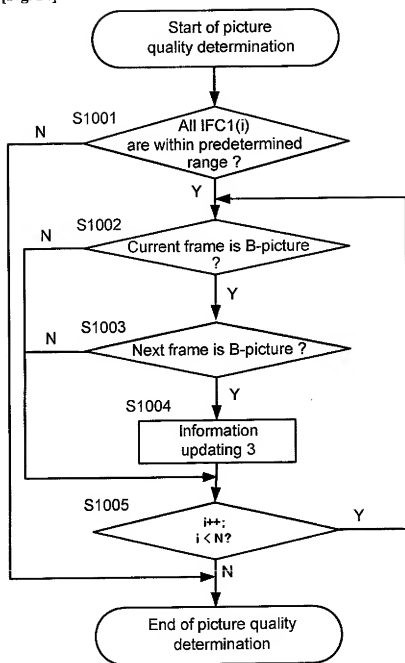 Start of picture
quality determination
S1001
N
All IFC1(i)
are within predetermined
range ?
Y
S1002
N
Current frame is B-picture
?
Y
S1003
N
Next frame is B-picture ?
Y
S1004
Information
updating 3
S1005
Y
i++;
i < N?
N
End of picture quality
determination